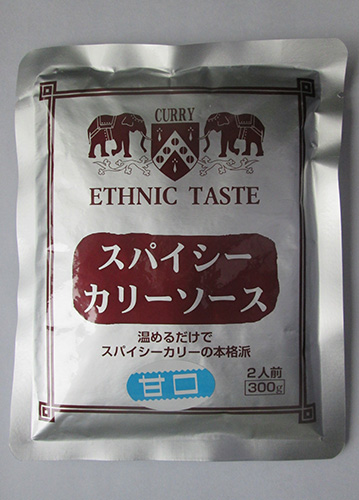 CURRY
ETHNIC TASTE
スパイシー
カリーソース
温めるだけで
スパイシーカリーの本格派
甘口
2人前
300g